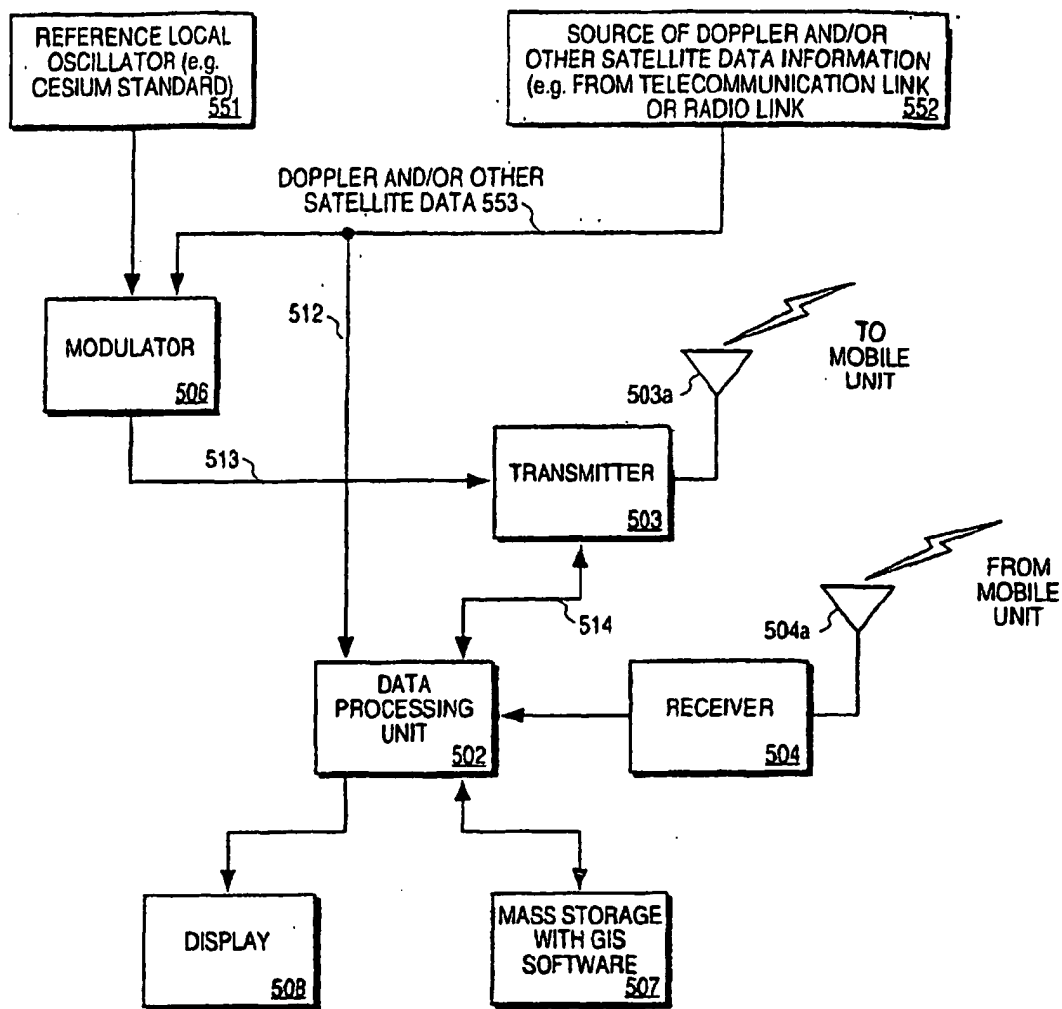 REFERENCE LOCAL
OSCILLATOR (e.g.
CESIUM STANDARD)
551
SOURCE OF DOPPLER AND/OR
OTHER SATELLITE DATA INFORMATION
(e.g. FROM TELECOMMUNICATION LINK
OR RADIO LINK
552
DOPPLER AND/OR OTHER
SATELLITE DATA 553
MODULATOR
506
512
TO
MOBILE
UNIT
503a
513
TRANSMITTER
503
FROM
MOBILE
UNIT
504a
514
DATA
PROCESSING
UNIT
502
RECEIVER
504
DISPLAY
508
MASS STORAGE
WITH GIS
SOFTWARE
507